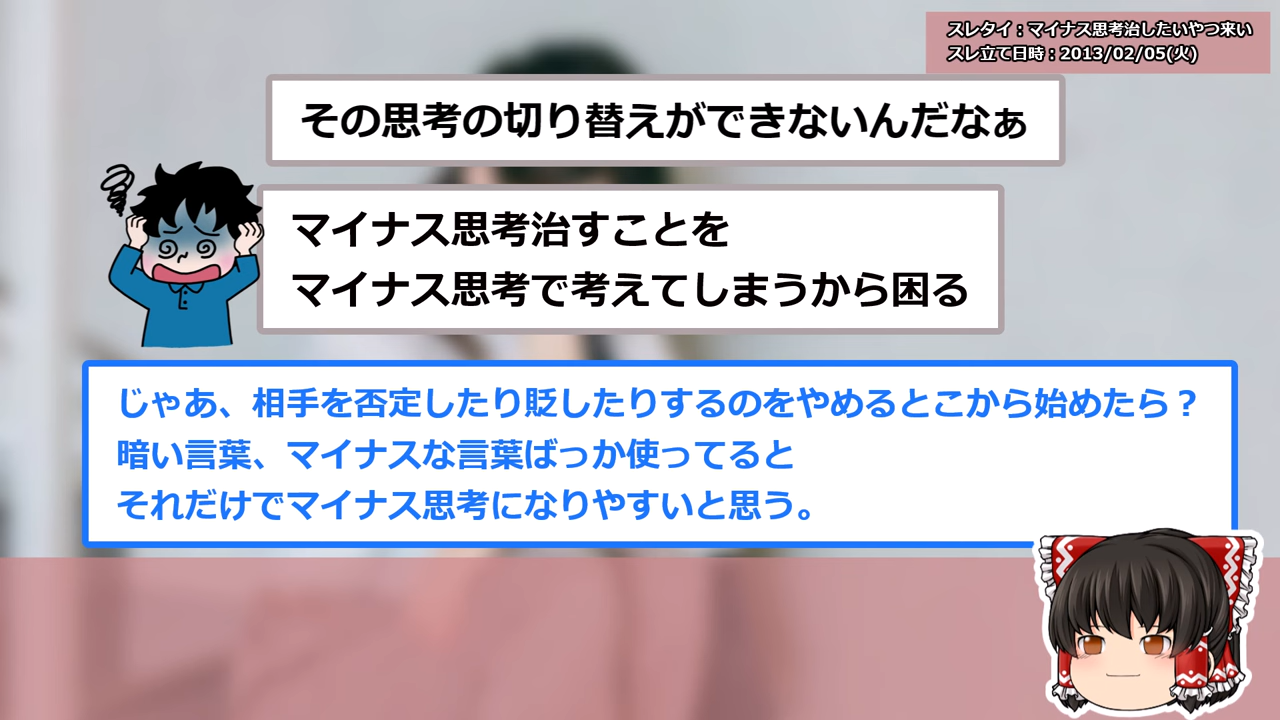 スレタイ：マイナス思考治したいやつ来い
スレ立て日時：2013/02/05(火)
その思考の切り替えができないんだなぁ
マイナス思考治すことを
マイナス思考で考えてしまうから困る
じゃあ、相手を否定したり貶したりするのをやめるとこから始めたら？
暗い言葉、マイナスな言葉ばっか使ってると
それだけでマイナス思考になりやすいと思う。